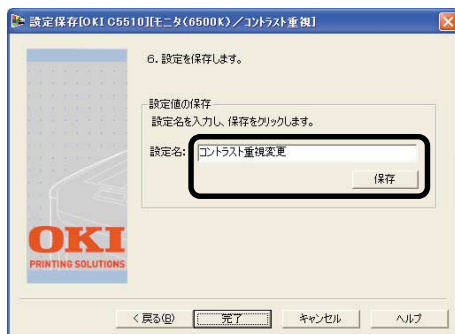 設定保存[OKI C5510][モニタ(6500K)/コントラスト重視]
6. 設定を保存します。
設定値の保存
設定名を入力し、保存をクリックします。
設定名: コントラスト重視変更
保存
OKI
PRINTING SOLUTIONS
< 戻る(B) 完了 キャンセル ヘルプ